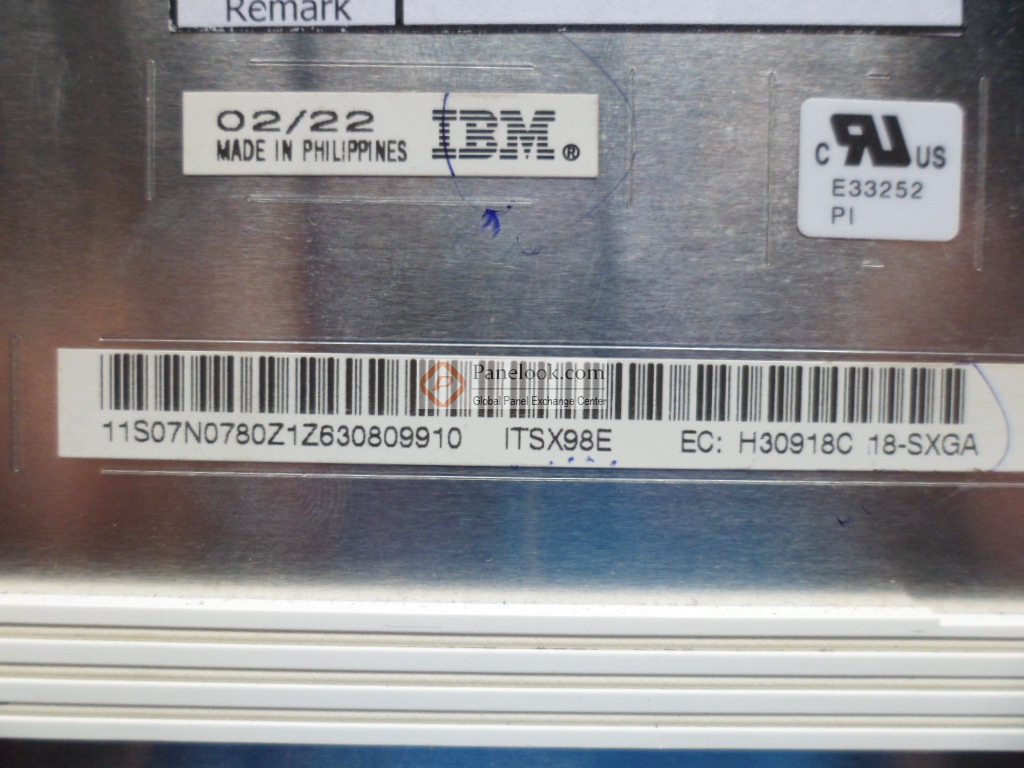 Remark
02/22
MADE IN PHILIPPINES
IBM®
C RU US
E33252
PI
Panelook.com
Global Panel Exchange Center
11S07N0780Z1Z630809910 ITSX98E EC: H30918C 18-SXGA